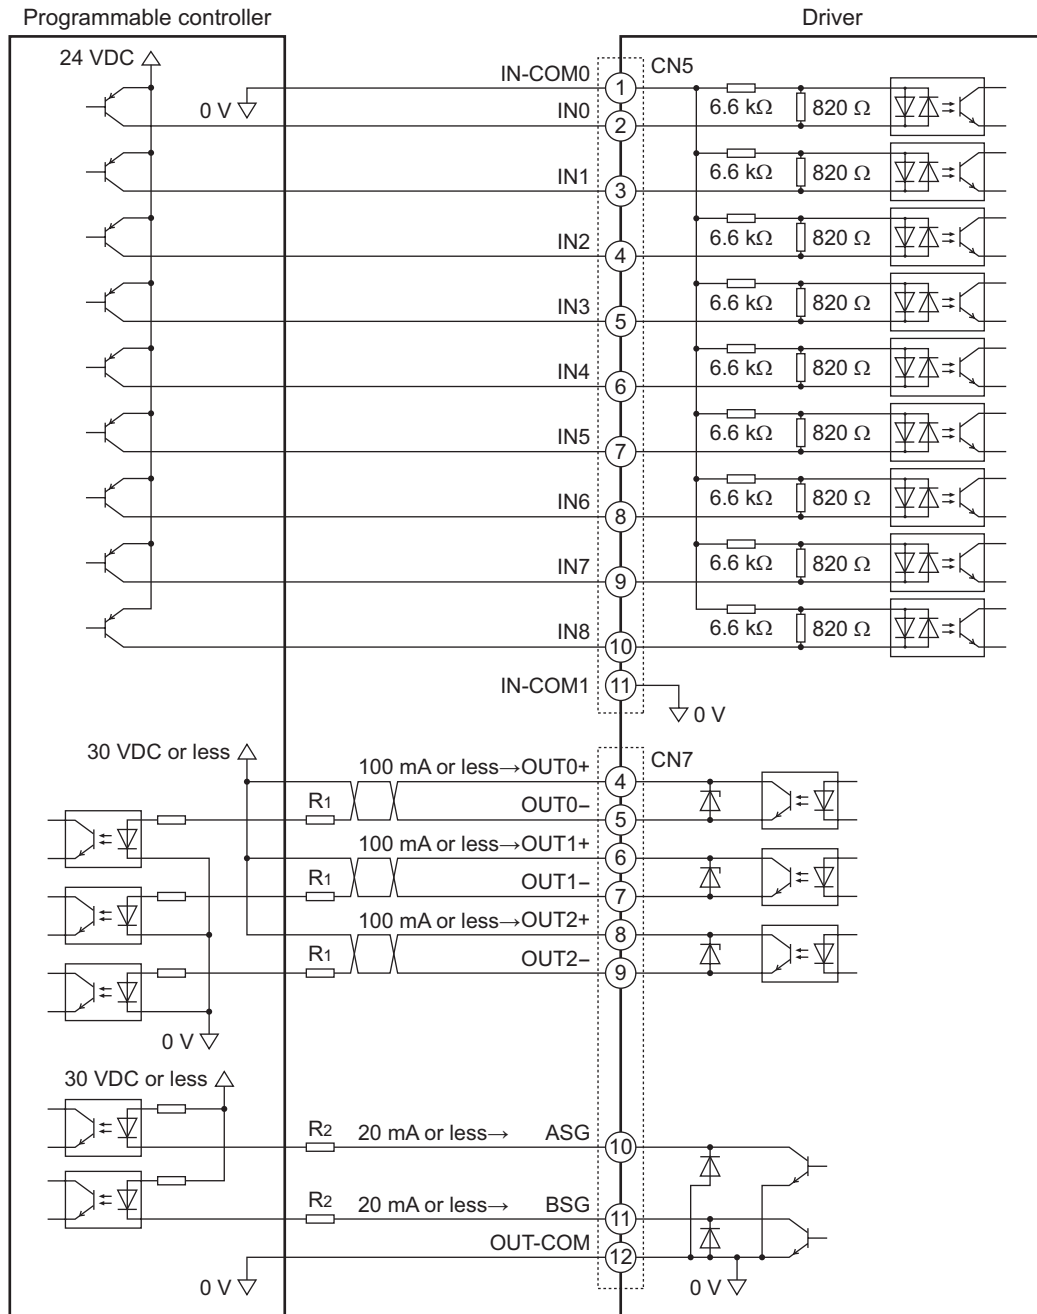 Programmable controller
Driver
24 VDC
0 V
IN-COM0
1
CN5
6.6 kΩ
820 Ω
IN0
2
IN1
3
6.6 kΩ
820 Ω
IN2
4
6.6 kΩ
820 Ω
IN3
5
6.6 kΩ
820 Ω
IN4
6
6.6 kΩ
820 Ω
IN5
7
6.6 kΩ
820 Ω
IN6
8
6.6 kΩ
820 Ω
IN7
9
6.6 kΩ
820 Ω
IN8
10
6.6 kΩ
820 Ω
IN-COM1
11
0 V
30 VDC or less
CN7
100 mA or less→OUT0+
4
R1
OUT0−
5
100 mA or less→OUT1+
6
R1
OUT1−
7
100 mA or less→OUT2+
8
R1
OUT2−
9
0 V
30 VDC or less
R2
20 mA or less→
ASG
10
R2
20 mA or less→
BSG
11
OUT-COM
12
0 V
0 V